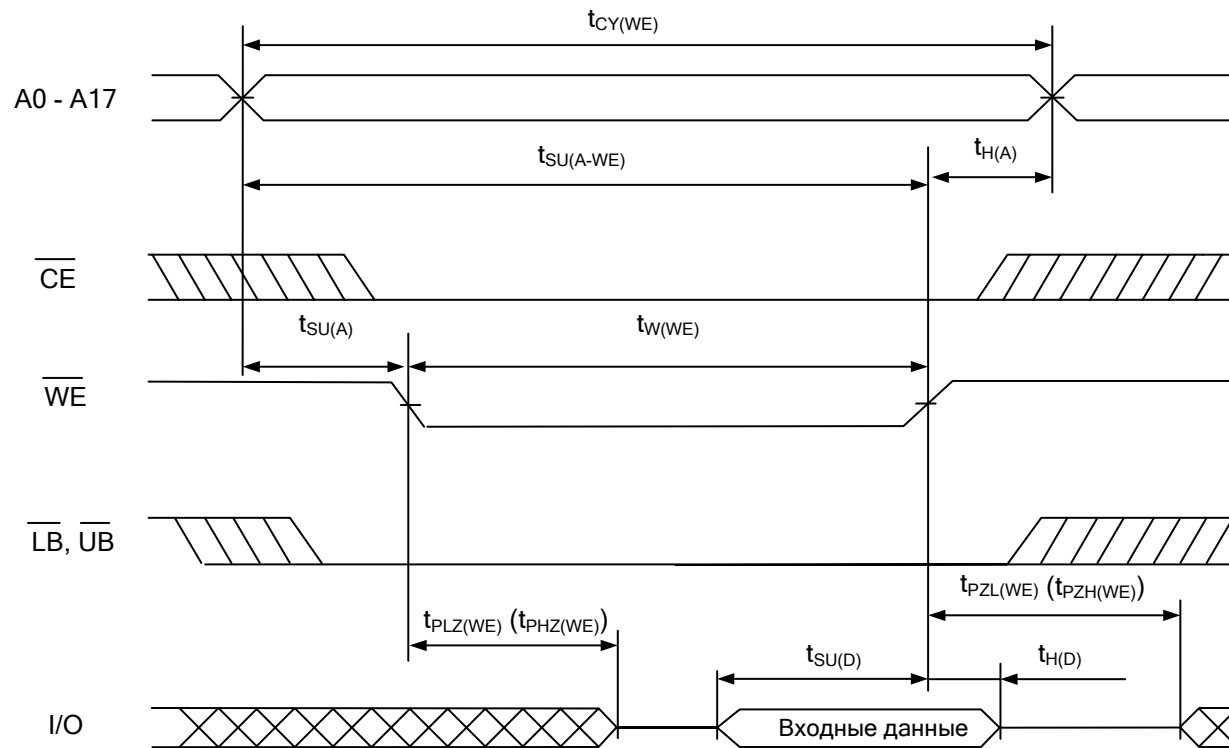 tCY(WE)
A0 - A17
tSU(A-WE)
tH(A)
CE
tSU(A)
tW(WE)
WE
LB, UB
tPZL(WE) (tPZH(WE))
tPLZ(WE) (tPHZ(WE))
tSU(D)
tH(D)
I/O
Входные данные